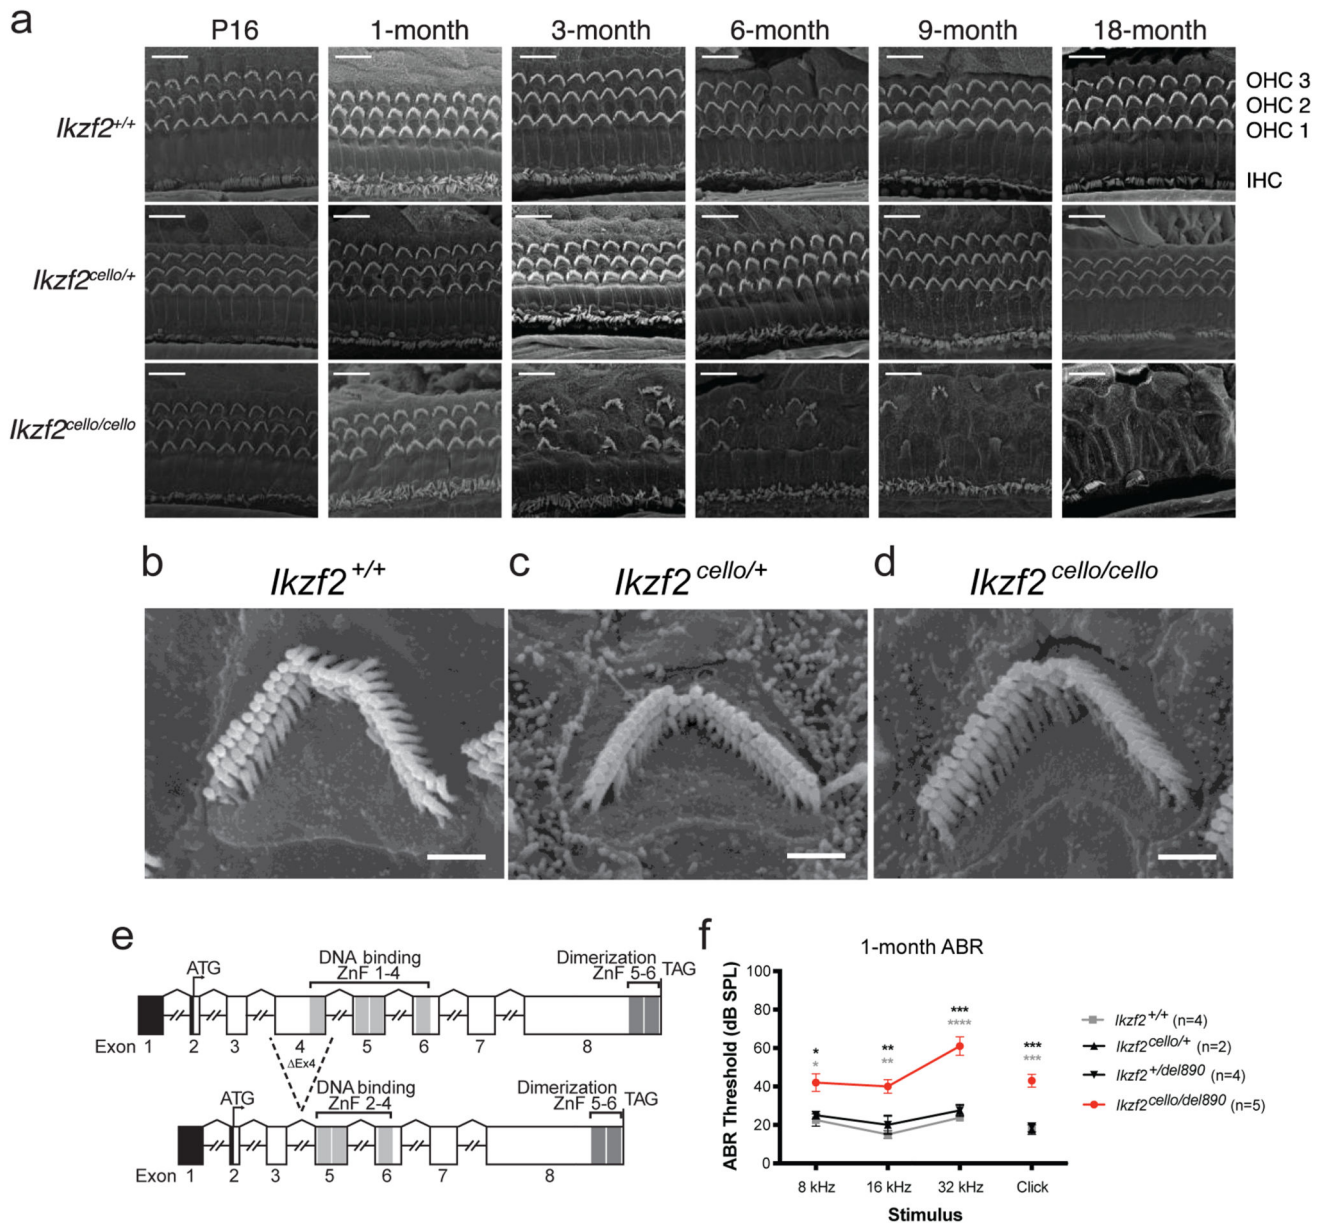 a
P16 1-month 3-month 6-month 9-month 18-month
Ikzf2+/+
OHC 3
OHC 2
OHC 1
IHC
Ikzf2cello/+
Ikzf2cello/cello
b Ikzf2+/+
c Ikzf2cello/+
d Ikzf2cello/cello
e
ATG
DNA binding
ZnF 1-4
Dimerization
ZnF 5-6
TAG
Exon 1 2 3 4 5 6 7 8
ΔEx4
ATG
DNA binding
ZnF 2-4
Dimerization
ZnF 5-6
TAG
Exon 1 2 3 5 6 7 8
f
1-month ABR
ABR Threshold (dB SPL)
100
80
60
40
20
0
* ** *** ***
* ** **** ***
8 kHz 16 kHz 32 kHz Click
Stimulus
Ikzf2+/+ (n=4)
Ikzf2cello/+ (n=2)
Ikzf2+/del890 (n=4)
Ikzf2cello/del890 (n=5)